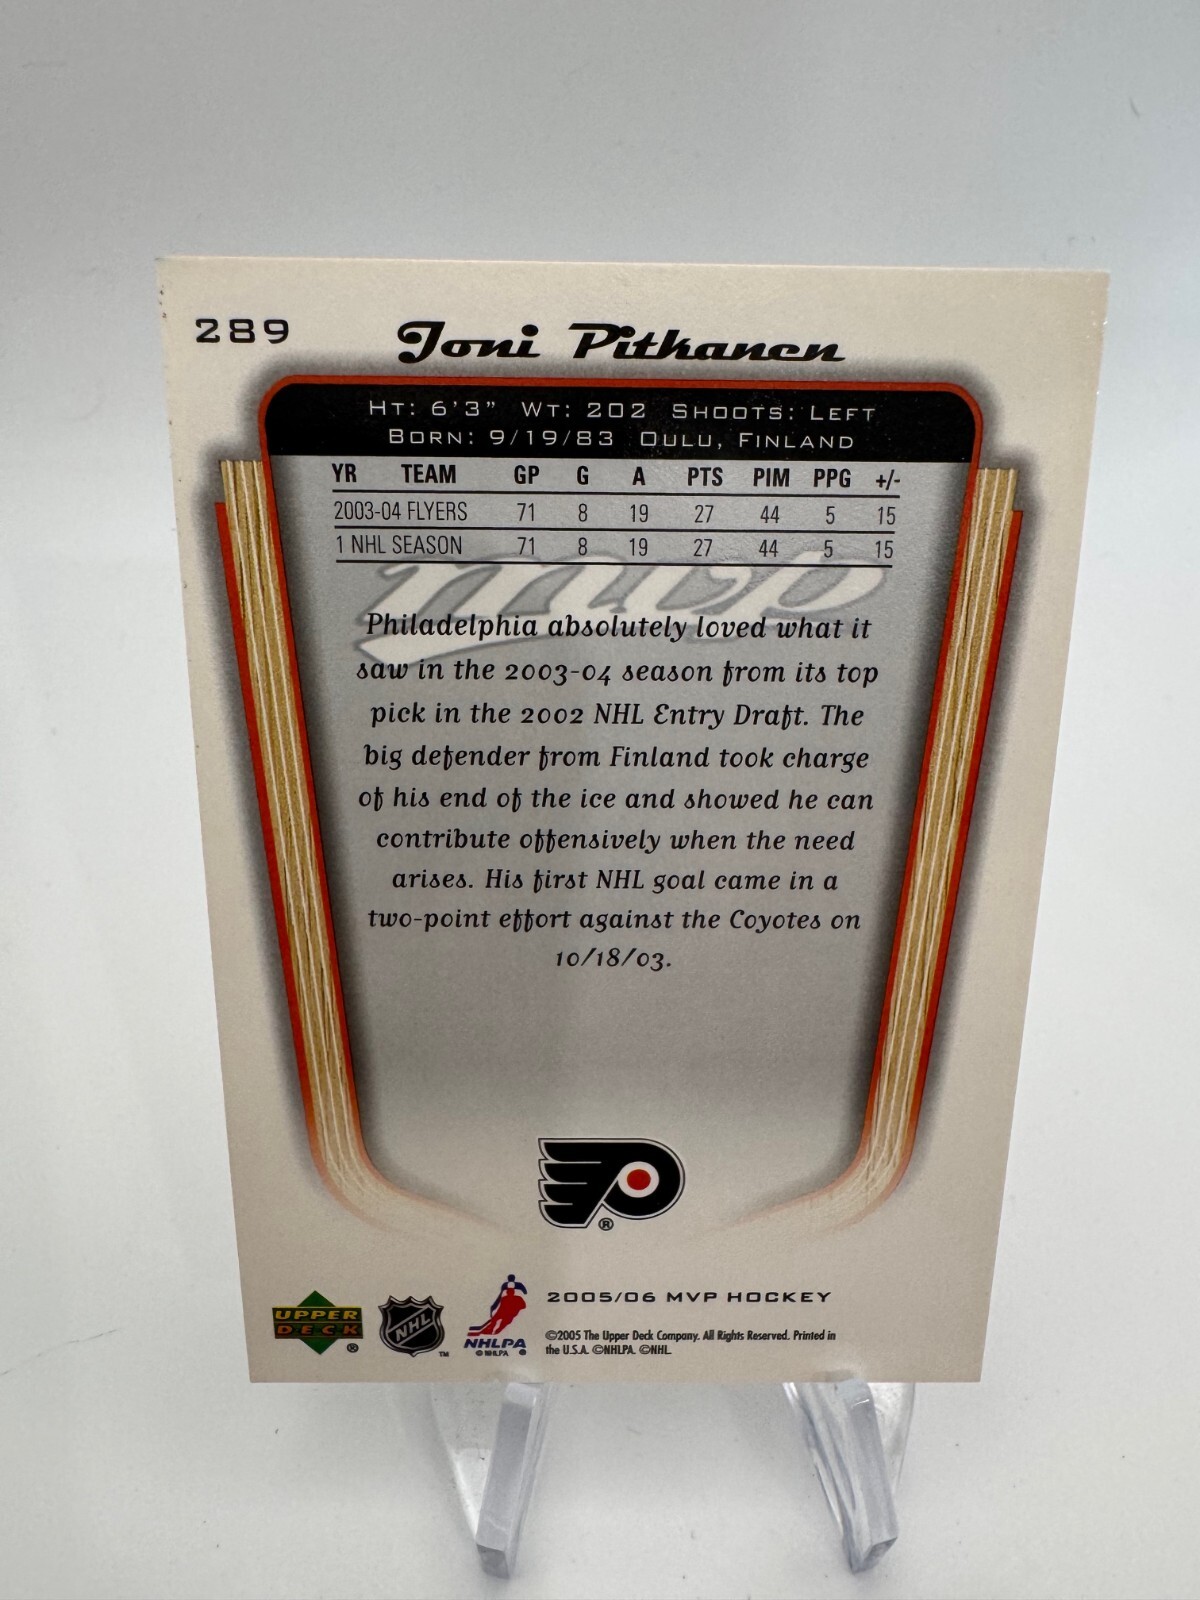 289
Joni Pitkanen
HT: 6'3" WT: 202 SHOOTS: LEFT
BORN: 9/19/83 OULU, FINLAND
YR TEAM GP G A PTS PIM PPG +/-
2003-04 FLYERS 71 8 19 27 44 5 15
1 NHL SEASON 71 8 19 27 44 5 15
mvp
Philadelphia absolutely loved what it
saw in the 2003-04 season from its top
pick in the 2002 NHL Entry Draft. The
big defender from Finland took charge
of his end of the ice and showed he can
contribute offensively when the need
arises. His first NHL goal came in a
two-point effort against the Coyotes on
10/18/03.
®
2005/06 MVP HOCKEY
UPPER
DECK
®
NHL
TM
NHLPA
© NHLPA ®
©2005 The Upper Deck Company. All Rights Reserved. Printed in
the U.S.A. ©NHLPA. ©NHL.